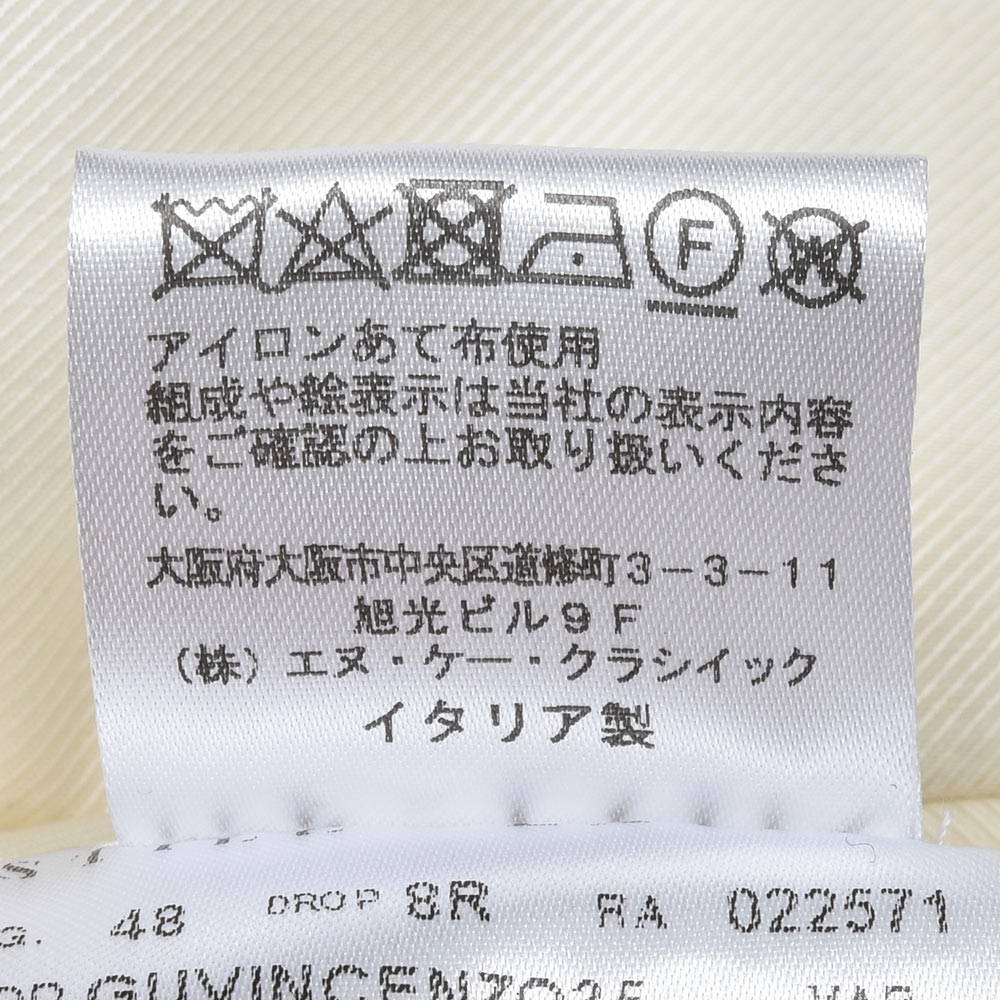 F
W
アイロンあて布使用
組成や絵表示は当社の表示内容
をご確認の上お取り扱いくださ
い。
大阪府大阪市中央区道修町3-3-11
旭光ビル9F
(株)エヌ・ケー・クラシイック
イタリア製
G. 48 DROP 8R RA 022571